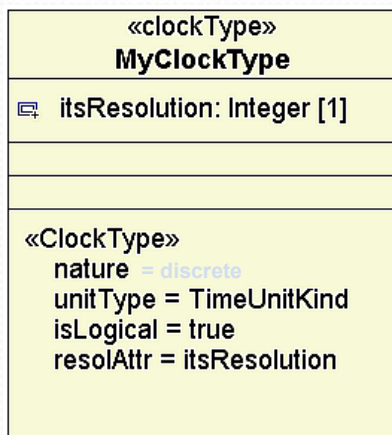 «clockType»
MyClockType
itsResolution: Integer [1]
«ClockType»
nature = discrete
unitType = TimeUnitKind
isLogical = true
resolAttr = itsResolution